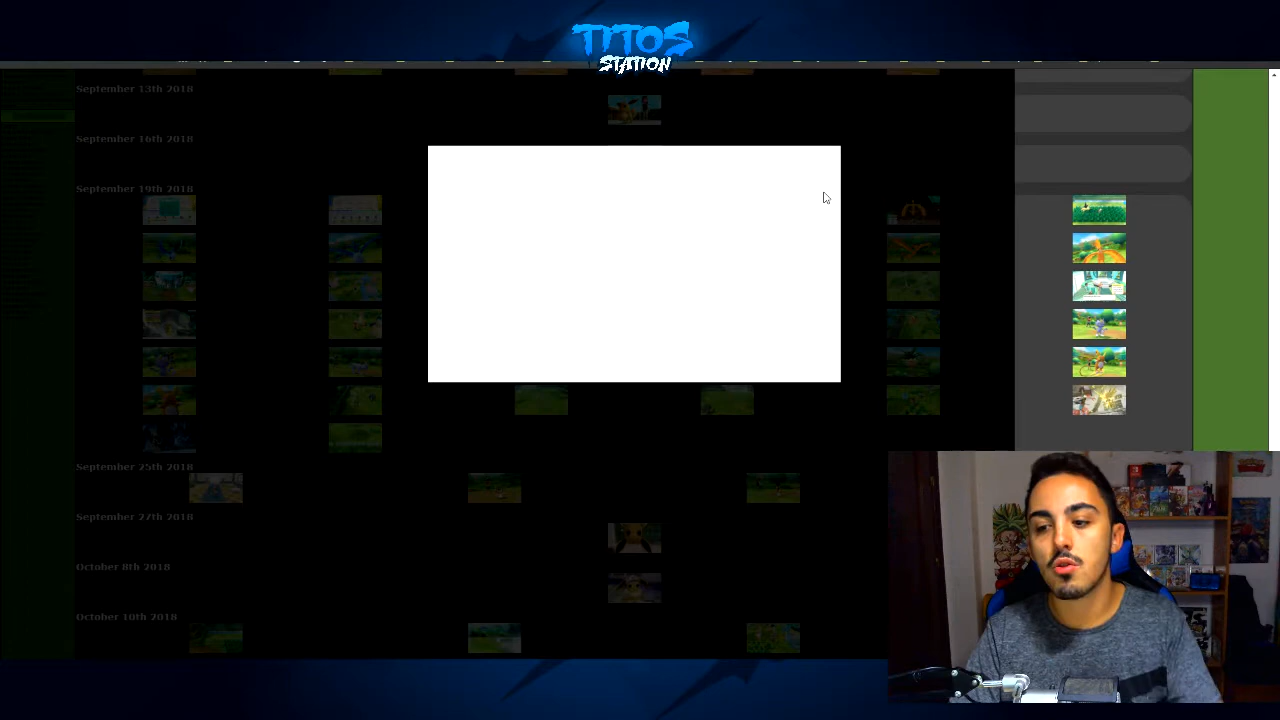 TYTOS
STATION
September 13th 2018
September 16th 2018
September 19th 2018
September 25th 2018
September 27th 2018
October 8th 2018
October 10th 2018